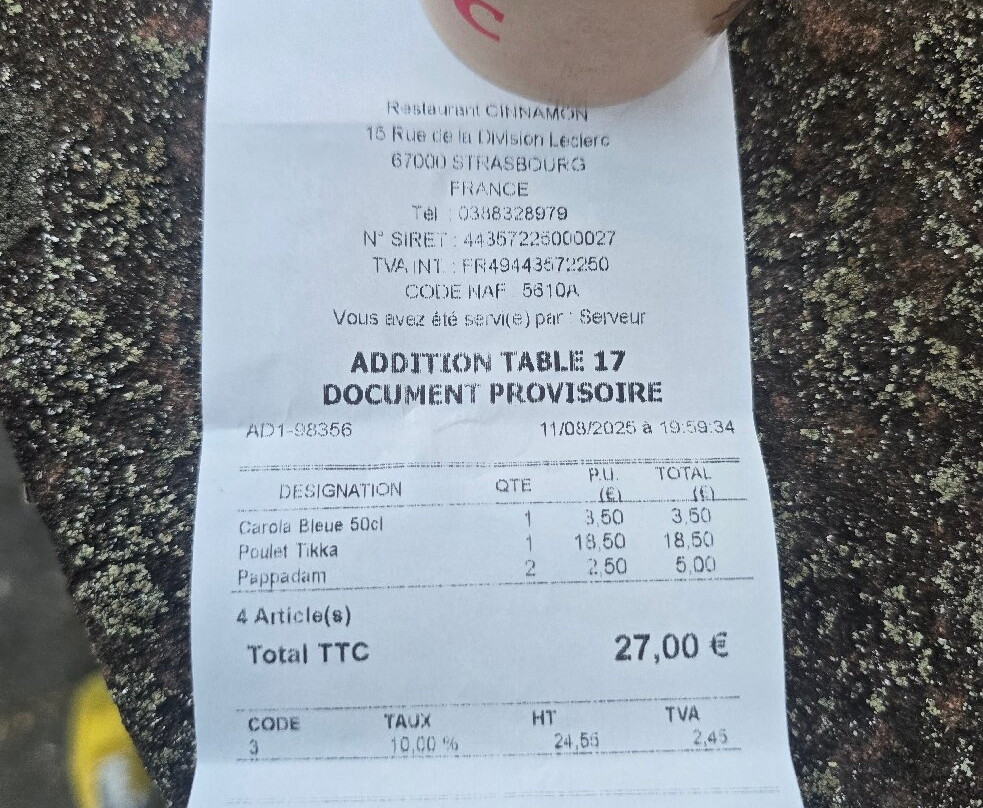 C
Restaurant CINNAMON
15 Rue de la Division Leclerc
67000 STRASBOURG
FRANCE
Tél : 0388328979
N° SIRET : 44357225000027
TVA INT. : FR49443572250
CODE NAF 5610A
Vous avez été servi(e) par : Serveur
ADDITION TABLE 17
DOCUMENT PROVISOIRE
AD1-98356 11/08/2025 à 19:59:34
DESIGNATION QTE P.U. (€) TOTAL (€)
Carola Bleue 50cl 1 3,50 3,50
Poulet Tikka 1 18,50 18,50
Pappadam 2 2,50 5,00
4 Article(s)
Total TTC 27,00 €
CODE TAUX HT TVA
3 10,00 % 24,55 2,45